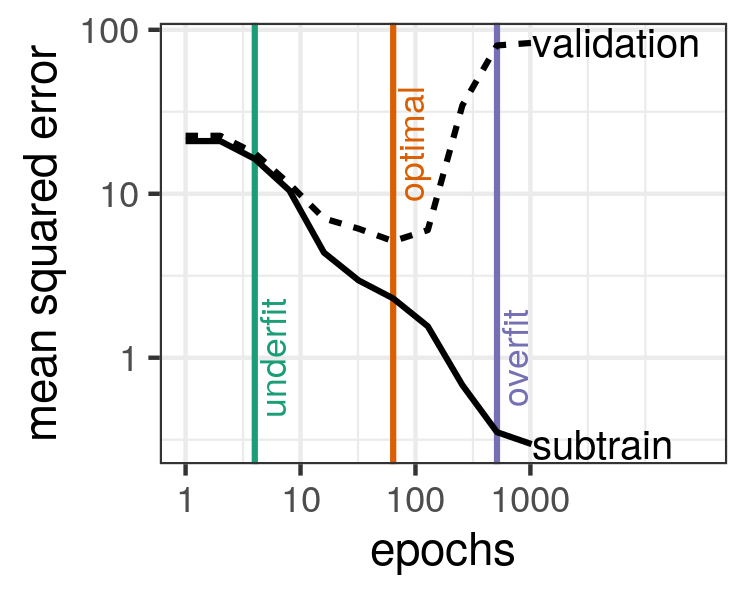 mean squared error
100
10
1
validation
optimal
underfit
overfit
subtrain
1
10
100
1000
epochs